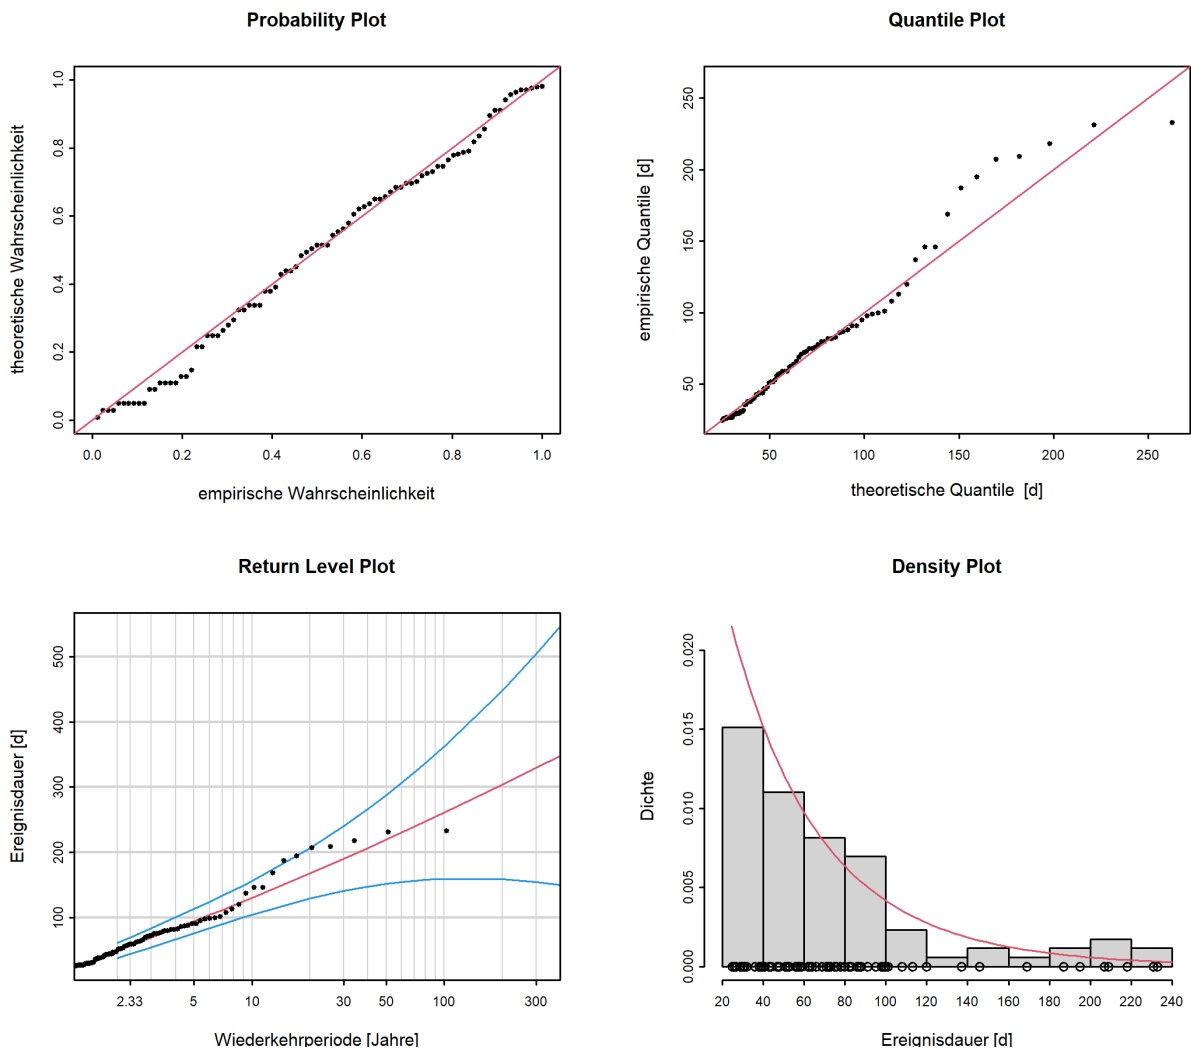 Probability Plot
theoretische Wahrscheinlichkeit
0.0 0.2 0.4 0.6 0.8 1.0
0.0 0.2 0.4 0.6 0.8 1.0
empirische Wahrscheinlichkeit
Quantile Plot
empirische Quantile [d]
50 100 150 200 250
50 100 150 200 250
theoretische Quantile [d]
Return Level Plot
Ereignisdauer [d]
100 200 300 400 500
2.33 5 10 30 50 100 300
Wiederkehrperiode [Jahre]
Density Plot
Dichte
0.000 0.005 0.010 0.015 0.020
20 40 60 80 100 120 140 160 180 200 220 240
Ereignisdauer [d]